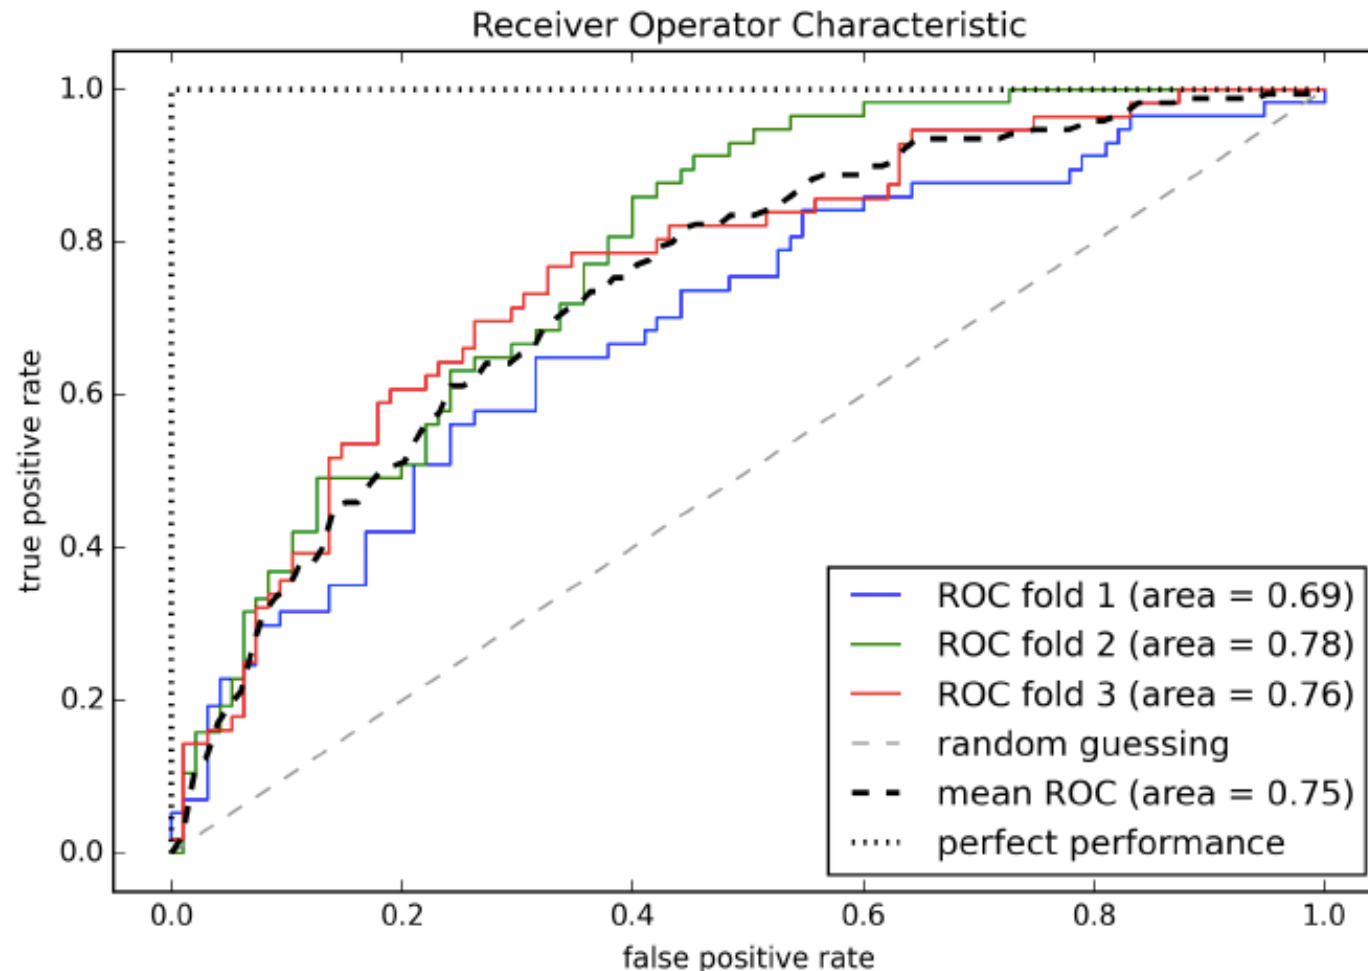 Receiver Operator Characteristic
1.0
0.8
0.6
0.4
0.2
0.0
true positive rate
ROC fold 1 (area = 0.69)
ROC fold 2 (area = 0.78)
ROC fold 3 (area = 0.76)
random guessing
mean ROC (area = 0.75)
perfect performance
0.0 0.2 0.4 0.6 0.8 1.0
false positive rate